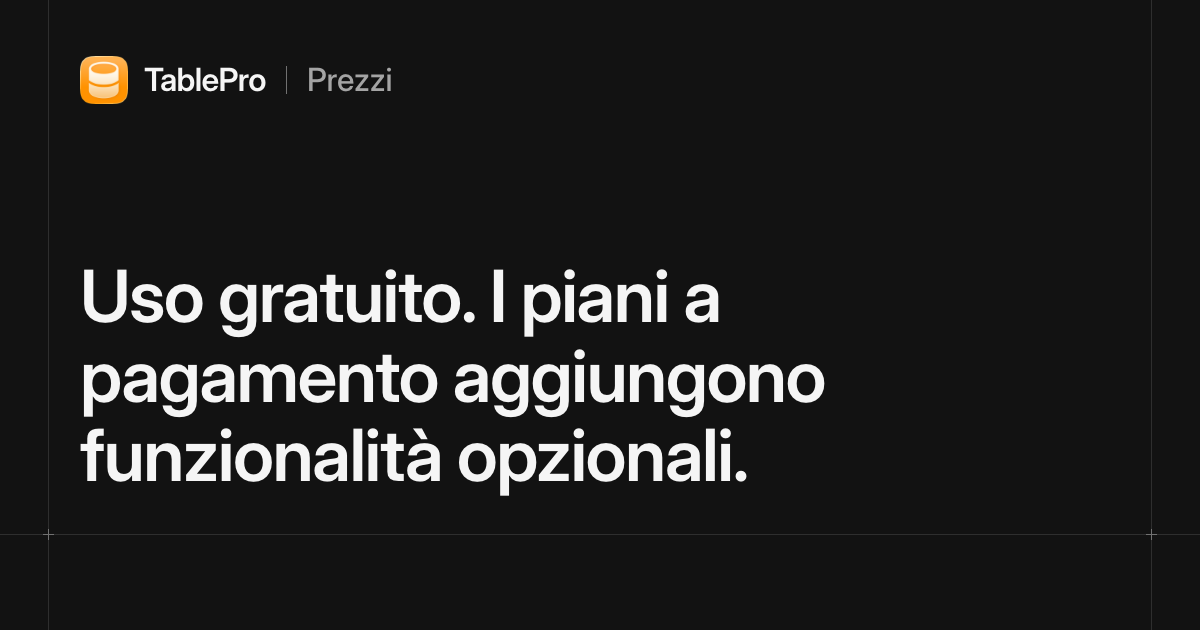 TablePro | Prezzi
Uso gratuito. I piani a
pagamento aggiungono
funzionalità opzionali.